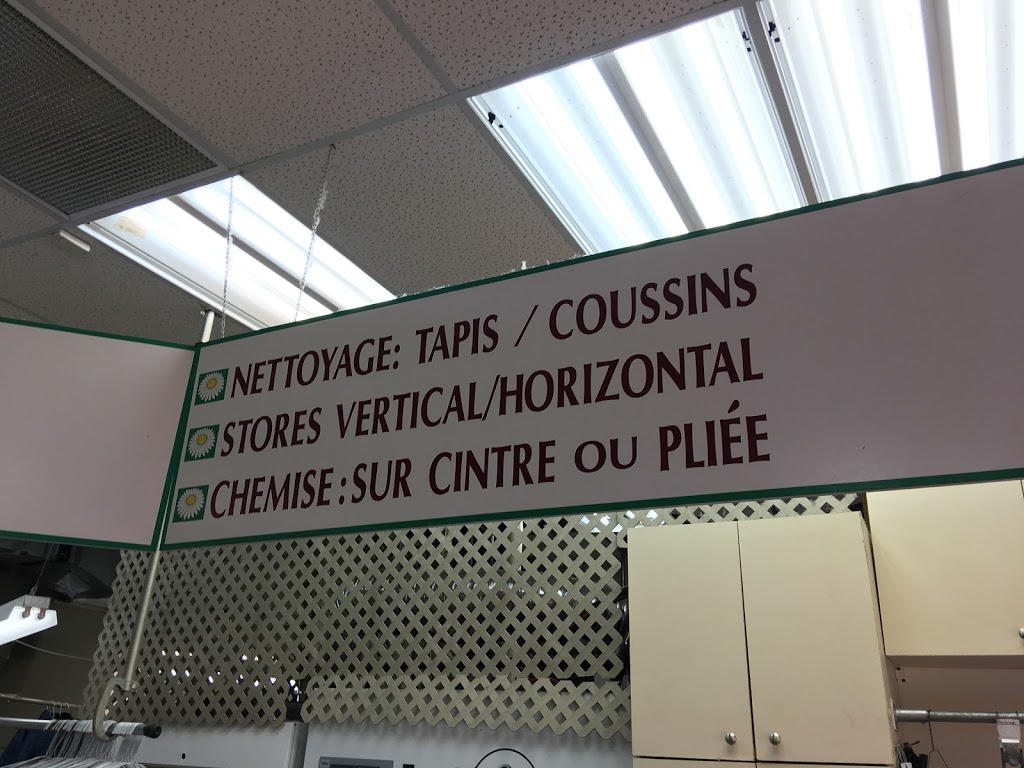 NETTOYAGE: TAPIS / COUSSINS
STORES VERTICAL/HORIZONTAL
CHEMISE: SUR CINTRE OU PLIÉE